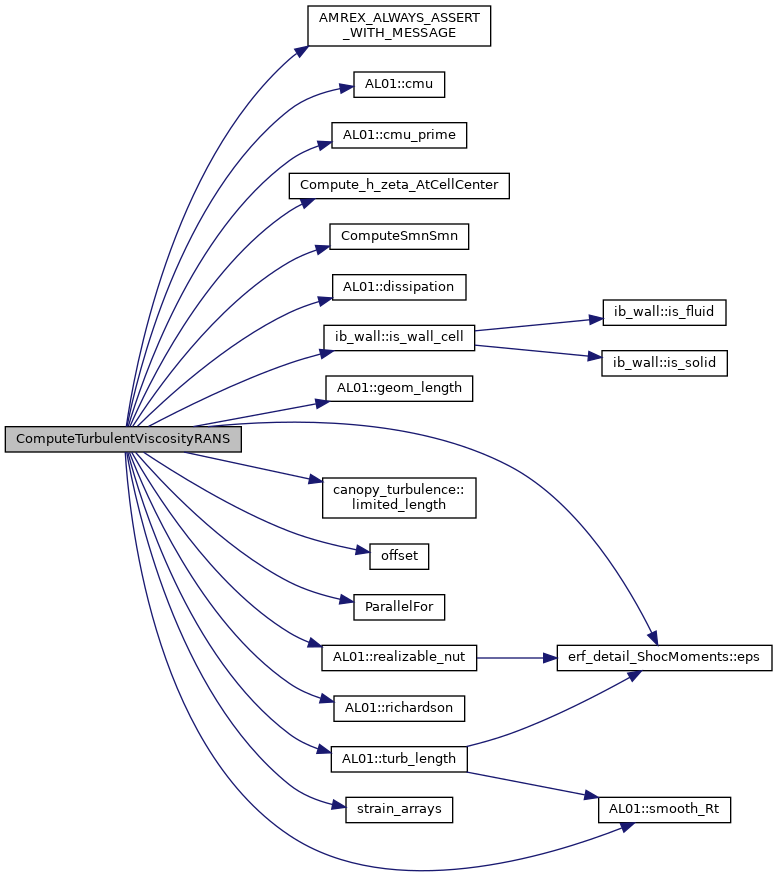 AMREX_ALWAYS_ASSERT
_WITH_MESSAGE
AL01::cmu
AL01::cmu_prime
Compute_h_zeta_AtCellCenter
ComputeSmnSmn
AL01::dissipation
ib_wall::is_wall_cell
ib_wall::is_fluid
ib_wall::is_solid
AL01::geom_length
ComputeTurbulentViscosityRANS
canopy_turbulence::
limited_length
offset
ParallelFor
AL01::realizable_nut
erf_detail_ShocMoments::eps
AL01::richardson
AL01::turb_length
strain_arrays
AL01::smooth_Rt